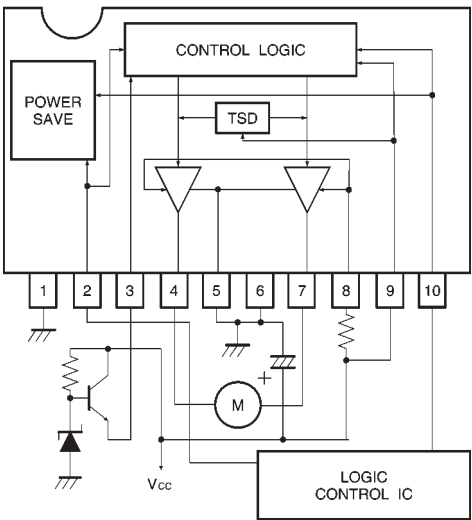 CONTROL LOGIC
POWER
SAVE
TSD
1 2 3 4 5 6 7 8 9 10
+
M
VCC
LOGIC
CONTROL IC